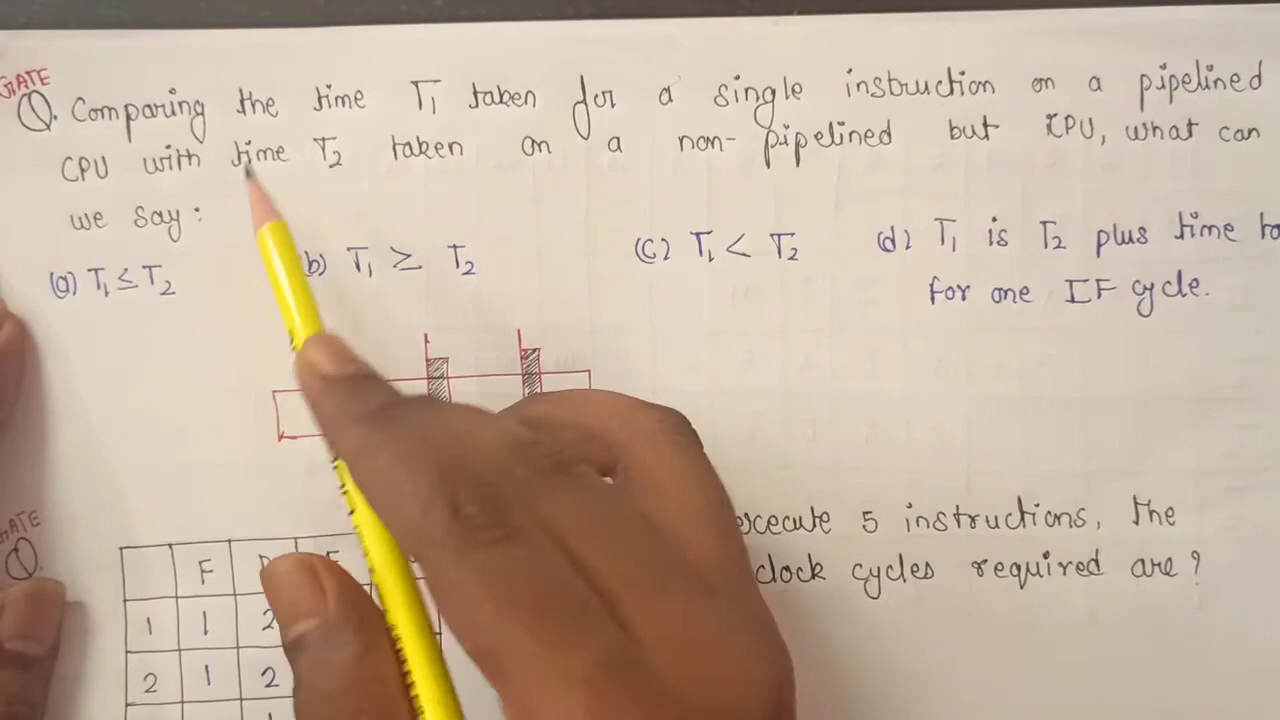 GATE
Q. Comparing the time T1 taken for a single instruction on a pipelined
CPU with time T2 taken on a non-pipelined but CPU, what can
we say:
(a) T1 ≤ T2 b) T1 ≥ T2 (c) T1 < T2 (d) T1 is T2 plus time
for one IF cycle.
GATE
Q.
execute 5 instructions, the
clock cycles required are?
F
1 1 2
2 1 2